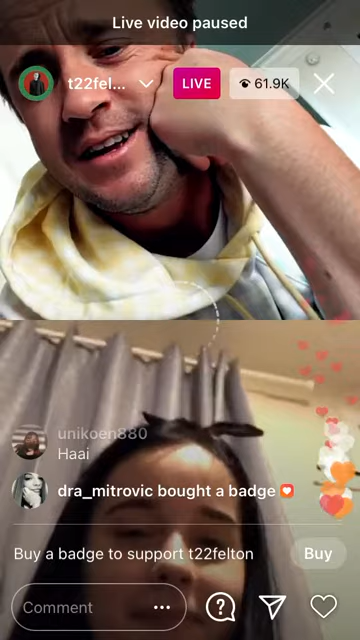 Live video paused
t22fel...
LIVE
61.9K
unikoen880
Haai
dra_mitrovic bought a badge
Buy a badge to support t22felton
Buy
Comment